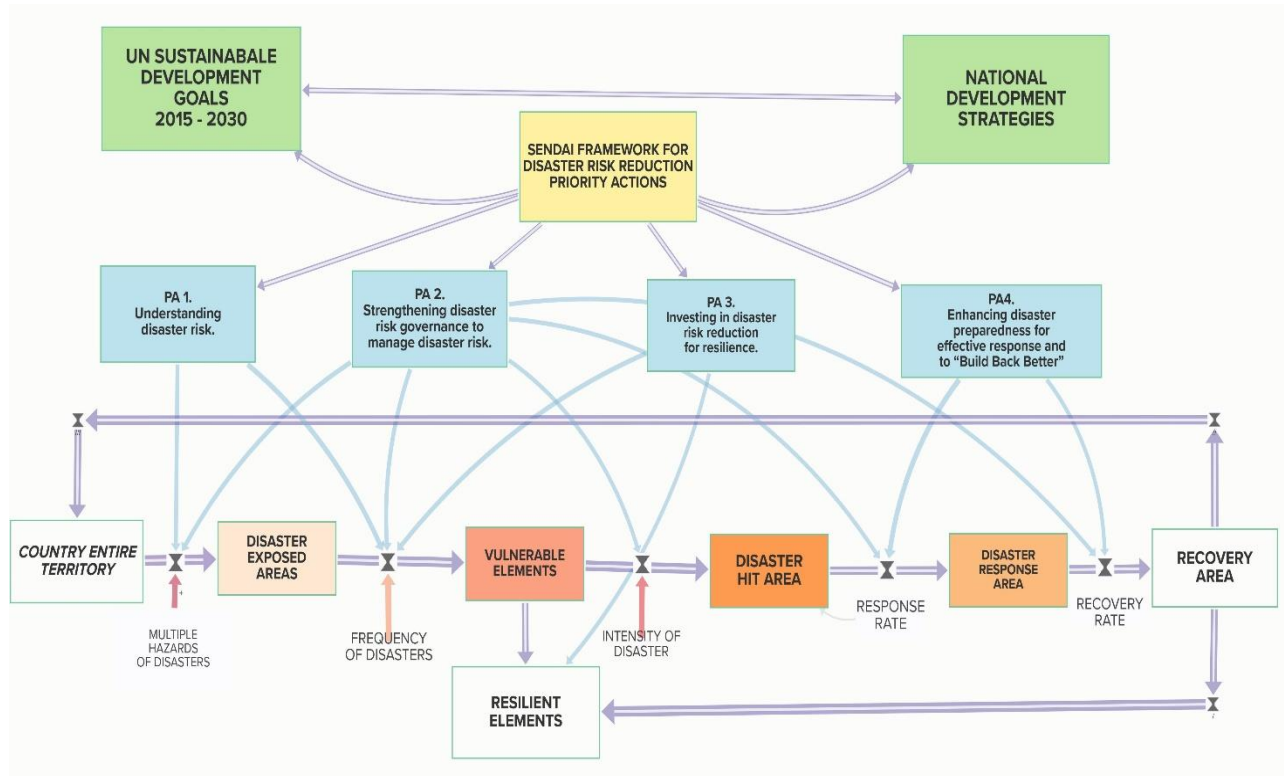 UN SUSTAINABALE
DEVELOPMENT
GOALS
2015 - 2030
NATIONAL
DEVELOPMENT
STRATEGIES
SENDAI FRAMEWORK FOR
DISASTER RISK REDUCTION
PRIORITY ACTIONS
PA 1.
Understanding
disaster risk.
PA 2.
Strengthening disaster
risk governance to
manage disaster risk.
PA 3.
Investing in disaster
risk reduction
for resilience.
PA4.
Enhancing disaster
preparedness for
effective response and
to “Build Back Better”
COUNTRY ENTIRE
TERRITORY
DISASTER
EXPOSED
AREAS
VULNERABLE
ELEMENTS
DISASTER
HIT AREA
DISASTER
RESPONSE
AREA
RECOVERY
AREA
+
MULTIPLE
HAZARDS
OF DISASTERS
FREQUENCY
OF DISASTERS
INTENSITY OF
DISASTER
RESPONSE
RATE
RECOVERY
RATE
RESILIENT
ELEMENTS